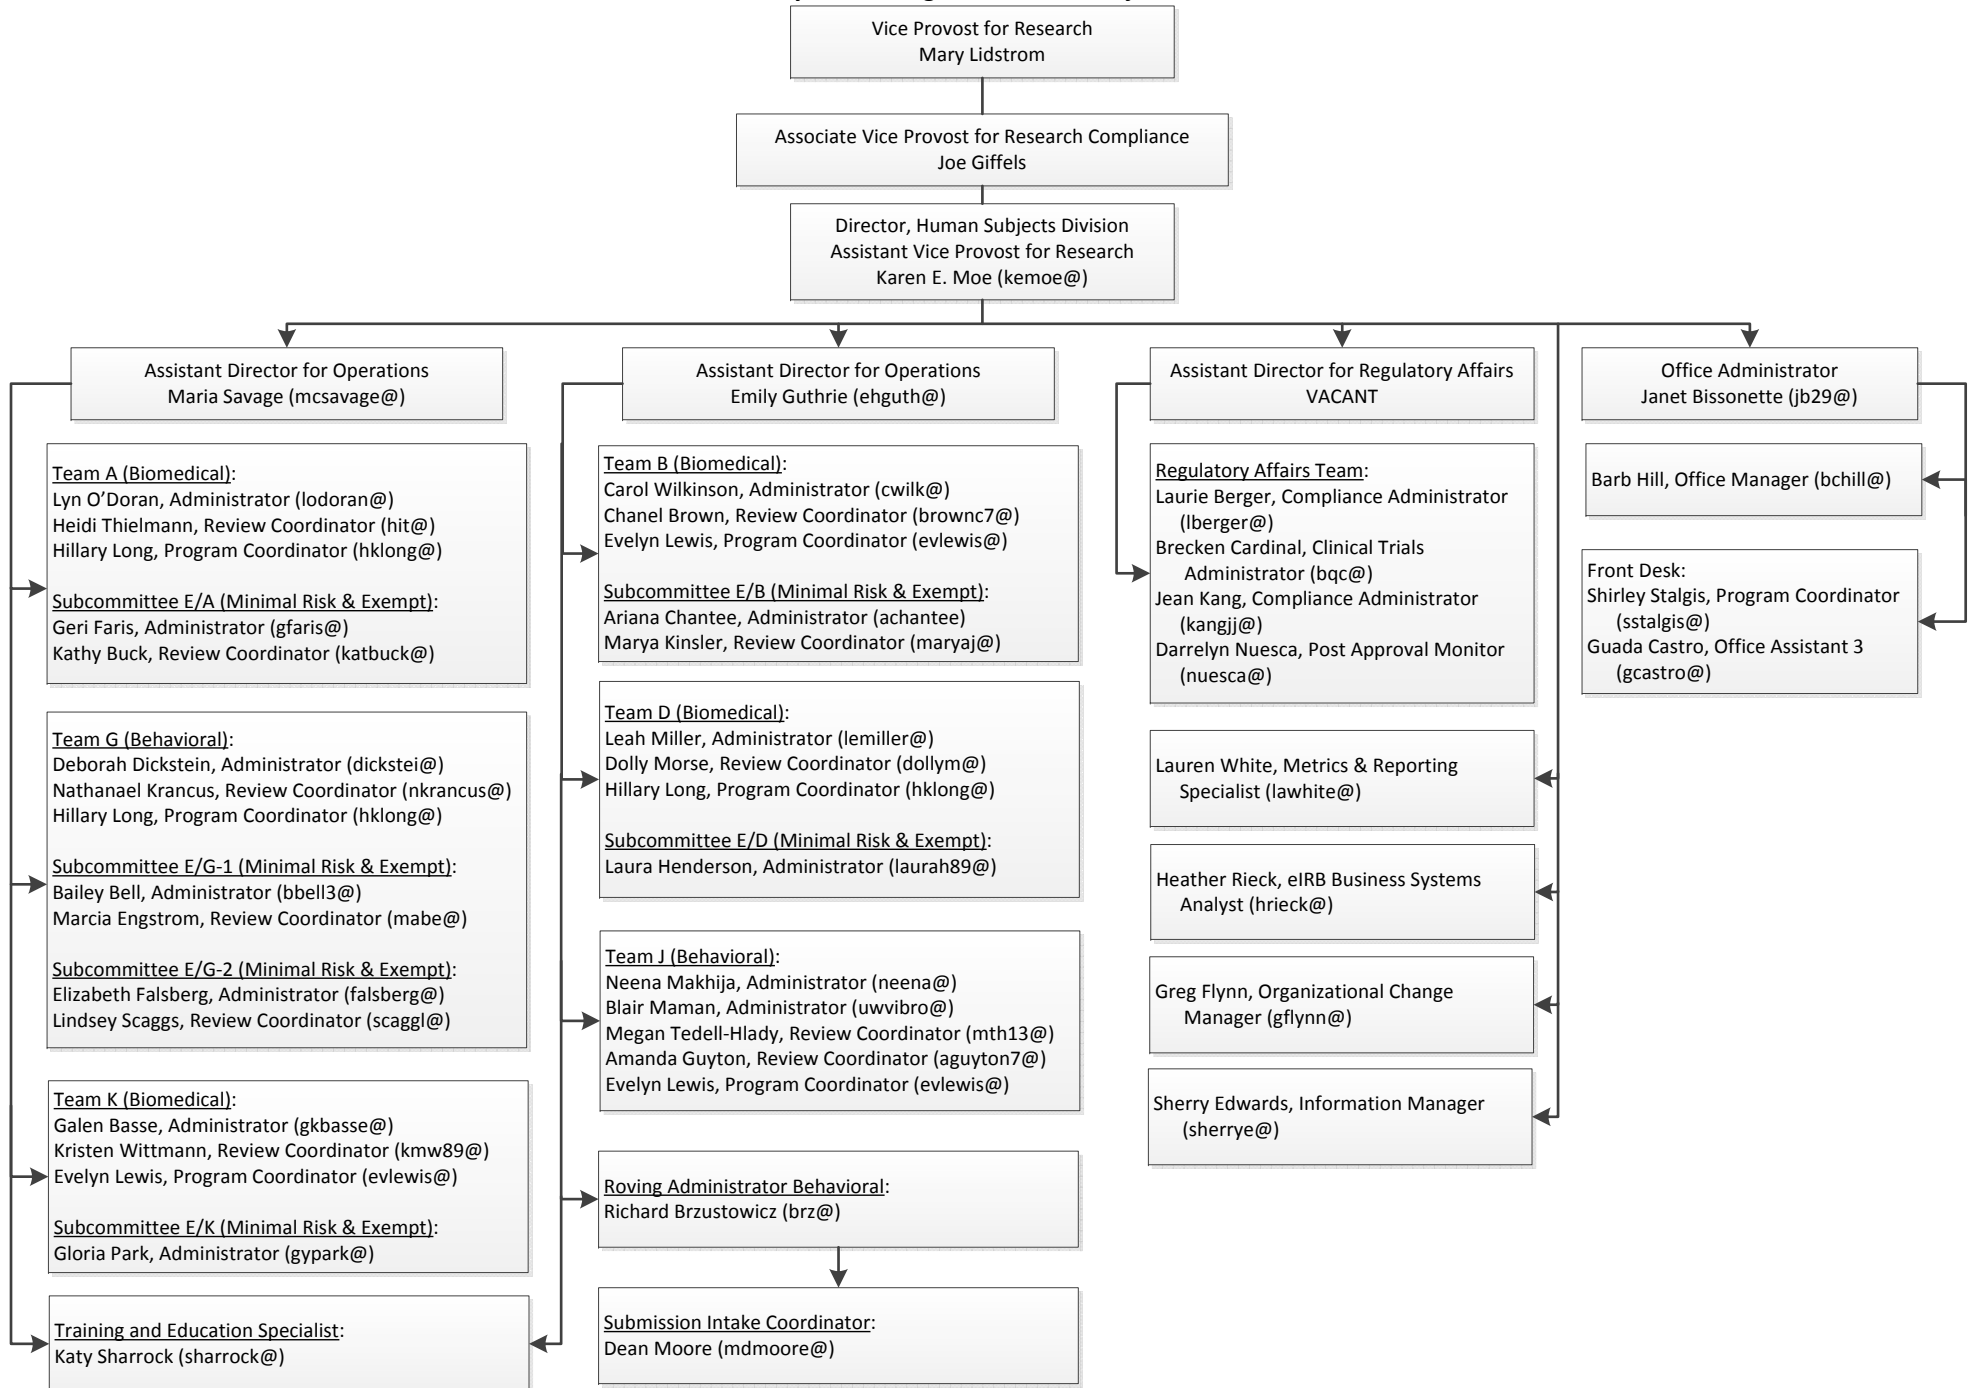 Vice Provost for Research
Mary Lidstrom
Associate Vice Provost for Research Compliance
Joe Giffels
Director, Human Subjects Division
Assistant Vice Provost for Research
Karen E. Moe (kemoe@)
Assistant Director for Operations
Maria Savage (mcsavage@)
Team A (Biomedical):
Lyn O’Doran, Administrator (lodoran@)
Heidi Thielmann, Review Coordinator (hit@)
Hillary Long, Program Coordinator (hklong@)
Subcommittee E/A (Minimal Risk & Exempt):
Geri Faris, Administrator (gfaris@)
Kathy Buck, Review Coordinator (katbuck@)
Team G (Behavioral):
Deborah Dickstein, Administrator (dickstei@)
Nathanael Krancus, Review Coordinator (nkrancus@)
Hillary Long, Program Coordinator (hklong@)
Subcommittee E/G-1 (Minimal Risk & Exempt):
Bailey Bell, Administrator (bbell3@)
Marcia Engstrom, Review Coordinator (mabe@)
Subcommittee E/G-2 (Minimal Risk & Exempt):
Elizabeth Falsberg, Administrator (falsberg@)
Lindsey Scaggs, Review Coordinator (scaggl@)
Team K (Biomedical):
Galen Basse, Administrator (gkbasse@)
Kristen Wittmann, Review Coordinator (kmw89@)
Evelyn Lewis, Program Coordinator (evlewis@)
Subcommittee E/K (Minimal Risk & Exempt):
Gloria Park, Administrator (gypark@)
Training and Education Specialist:
Katy Sharrock (sharrock@)
Assistant Director for Operations
Emily Guthrie (ehguth@)
Team B (Biomedical):
Carol Wilkinson, Administrator (cwilk@)
Chanel Brown, Review Coordinator (brownc7@)
Evelyn Lewis, Program Coordinator (evlewis@)
Subcommittee E/B (Minimal Risk & Exempt):
Ariana Chantee, Administrator (achantee)
Marya Kinsler, Review Coordinator (maryaj@)
Team D (Biomedical):
Leah Miller, Administrator (lemiller@)
Dolly Morse, Review Coordinator (dollym@)
Hillary Long, Program Coordinator (hklong@)
Subcommittee E/D (Minimal Risk & Exempt):
Laura Henderson, Administrator (laurah89@)
Team J (Behavioral):
Neena Makhija, Administrator (neena@)
Blair Maman, Administrator (uwvibro@)
Megan Tedell-Hlady, Review Coordinator (mth13@)
Amanda Guyton, Review Coordinator (aguyton7@)
Evelyn Lewis, Program Coordinator (evlewis@)
Roving Administrator Behavioral:
Richard Brzustowicz (brz@)
Submission Intake Coordinator:
Dean Moore (mdmoore@)
Assistant Director for Regulatory Affairs
VACANT
Regulatory Affairs Team:
Laurie Berger, Compliance Administrator
(lberger@)
Brecken Cardinal, Clinical Trials
Administrator (bqc@)
Jean Kang, Compliance Administrator
(kangjj@)
Darrelyn Nuesca, Post Approval Monitor
(nuesca@)
Lauren White, Metrics & Reporting
Specialist (lawhite@)
Heather Rieck, eIRB Business Systems
Analyst (hrieck@)
Greg Flynn, Organizational Change
Manager (gflynn@)
Sherry Edwards, Information Manager
(sherrye@)
Office Administrator
Janet Bissonette (jb29@)
Barb Hill, Office Manager (bchill@)
Front Desk:
Shirley Stalgis, Program Coordinator
(sstalgis@)
Guada Castro, Office Assistant 3
(gcastro@)